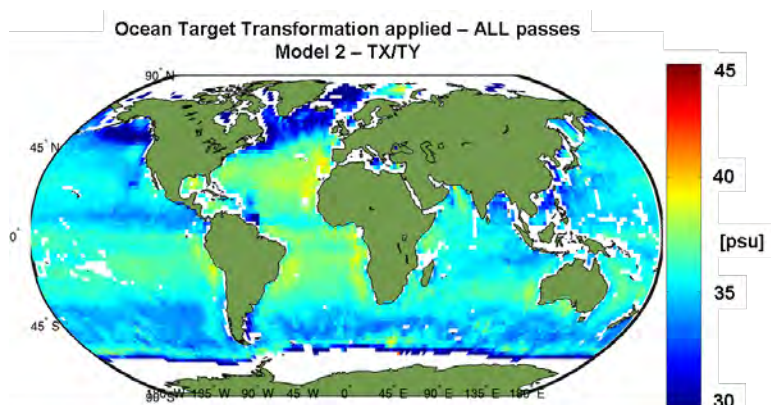 Ocean Target Transformation applied – ALL passes
Model 2 – TX/TY
90° N
45
45° N
40
0°
[psu]
35
45° S
30
90° S
135° W 90° W 45° W 0° 45° E 90° E 135° E